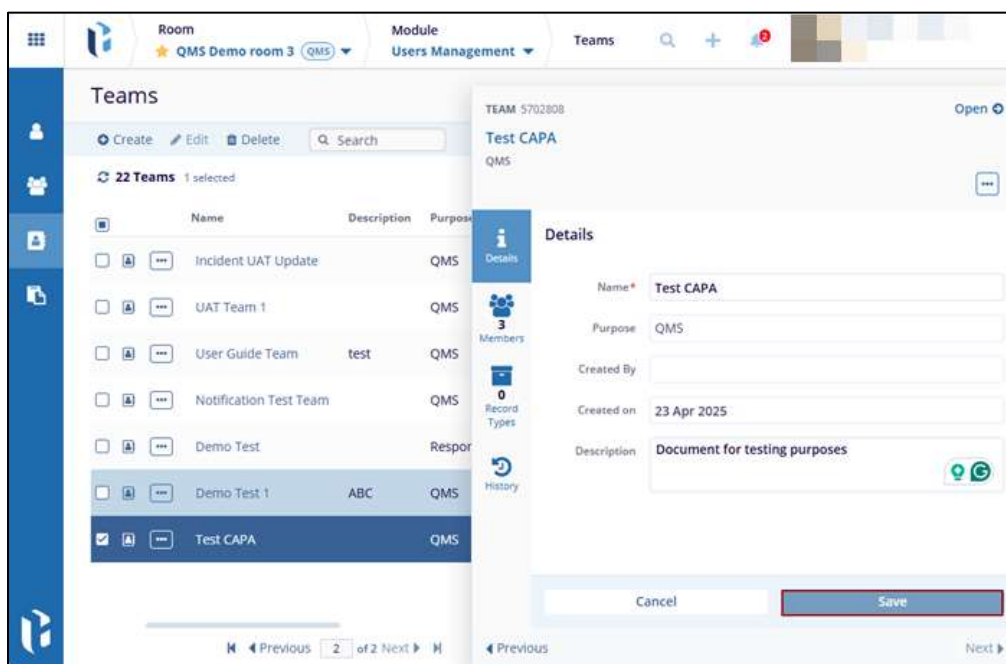 Room
QMS Demo room 3 QMS
Module
Users Management
Teams
2
Teams
Create Edit Delete Search
22 Teams 1 selected
Name Description Purpose
Incident UAT Update QMS
UAT Team 1 QMS
User Guide Team test QMS
Notification Test Team QMS
Demo Test Respon
Demo Test 1 ABC QMS
Test CAPA QMS
Previous 2 of 2 Next
TEAM 5702808 Open
Test CAPA
QMS
Details
3
Members
0
Record
Types
History
Details
Name* Test CAPA
Purpose QMS
Created By
Created on 23 Apr 2025
Description Document for testing purposes
Cancel Save
Previous Next